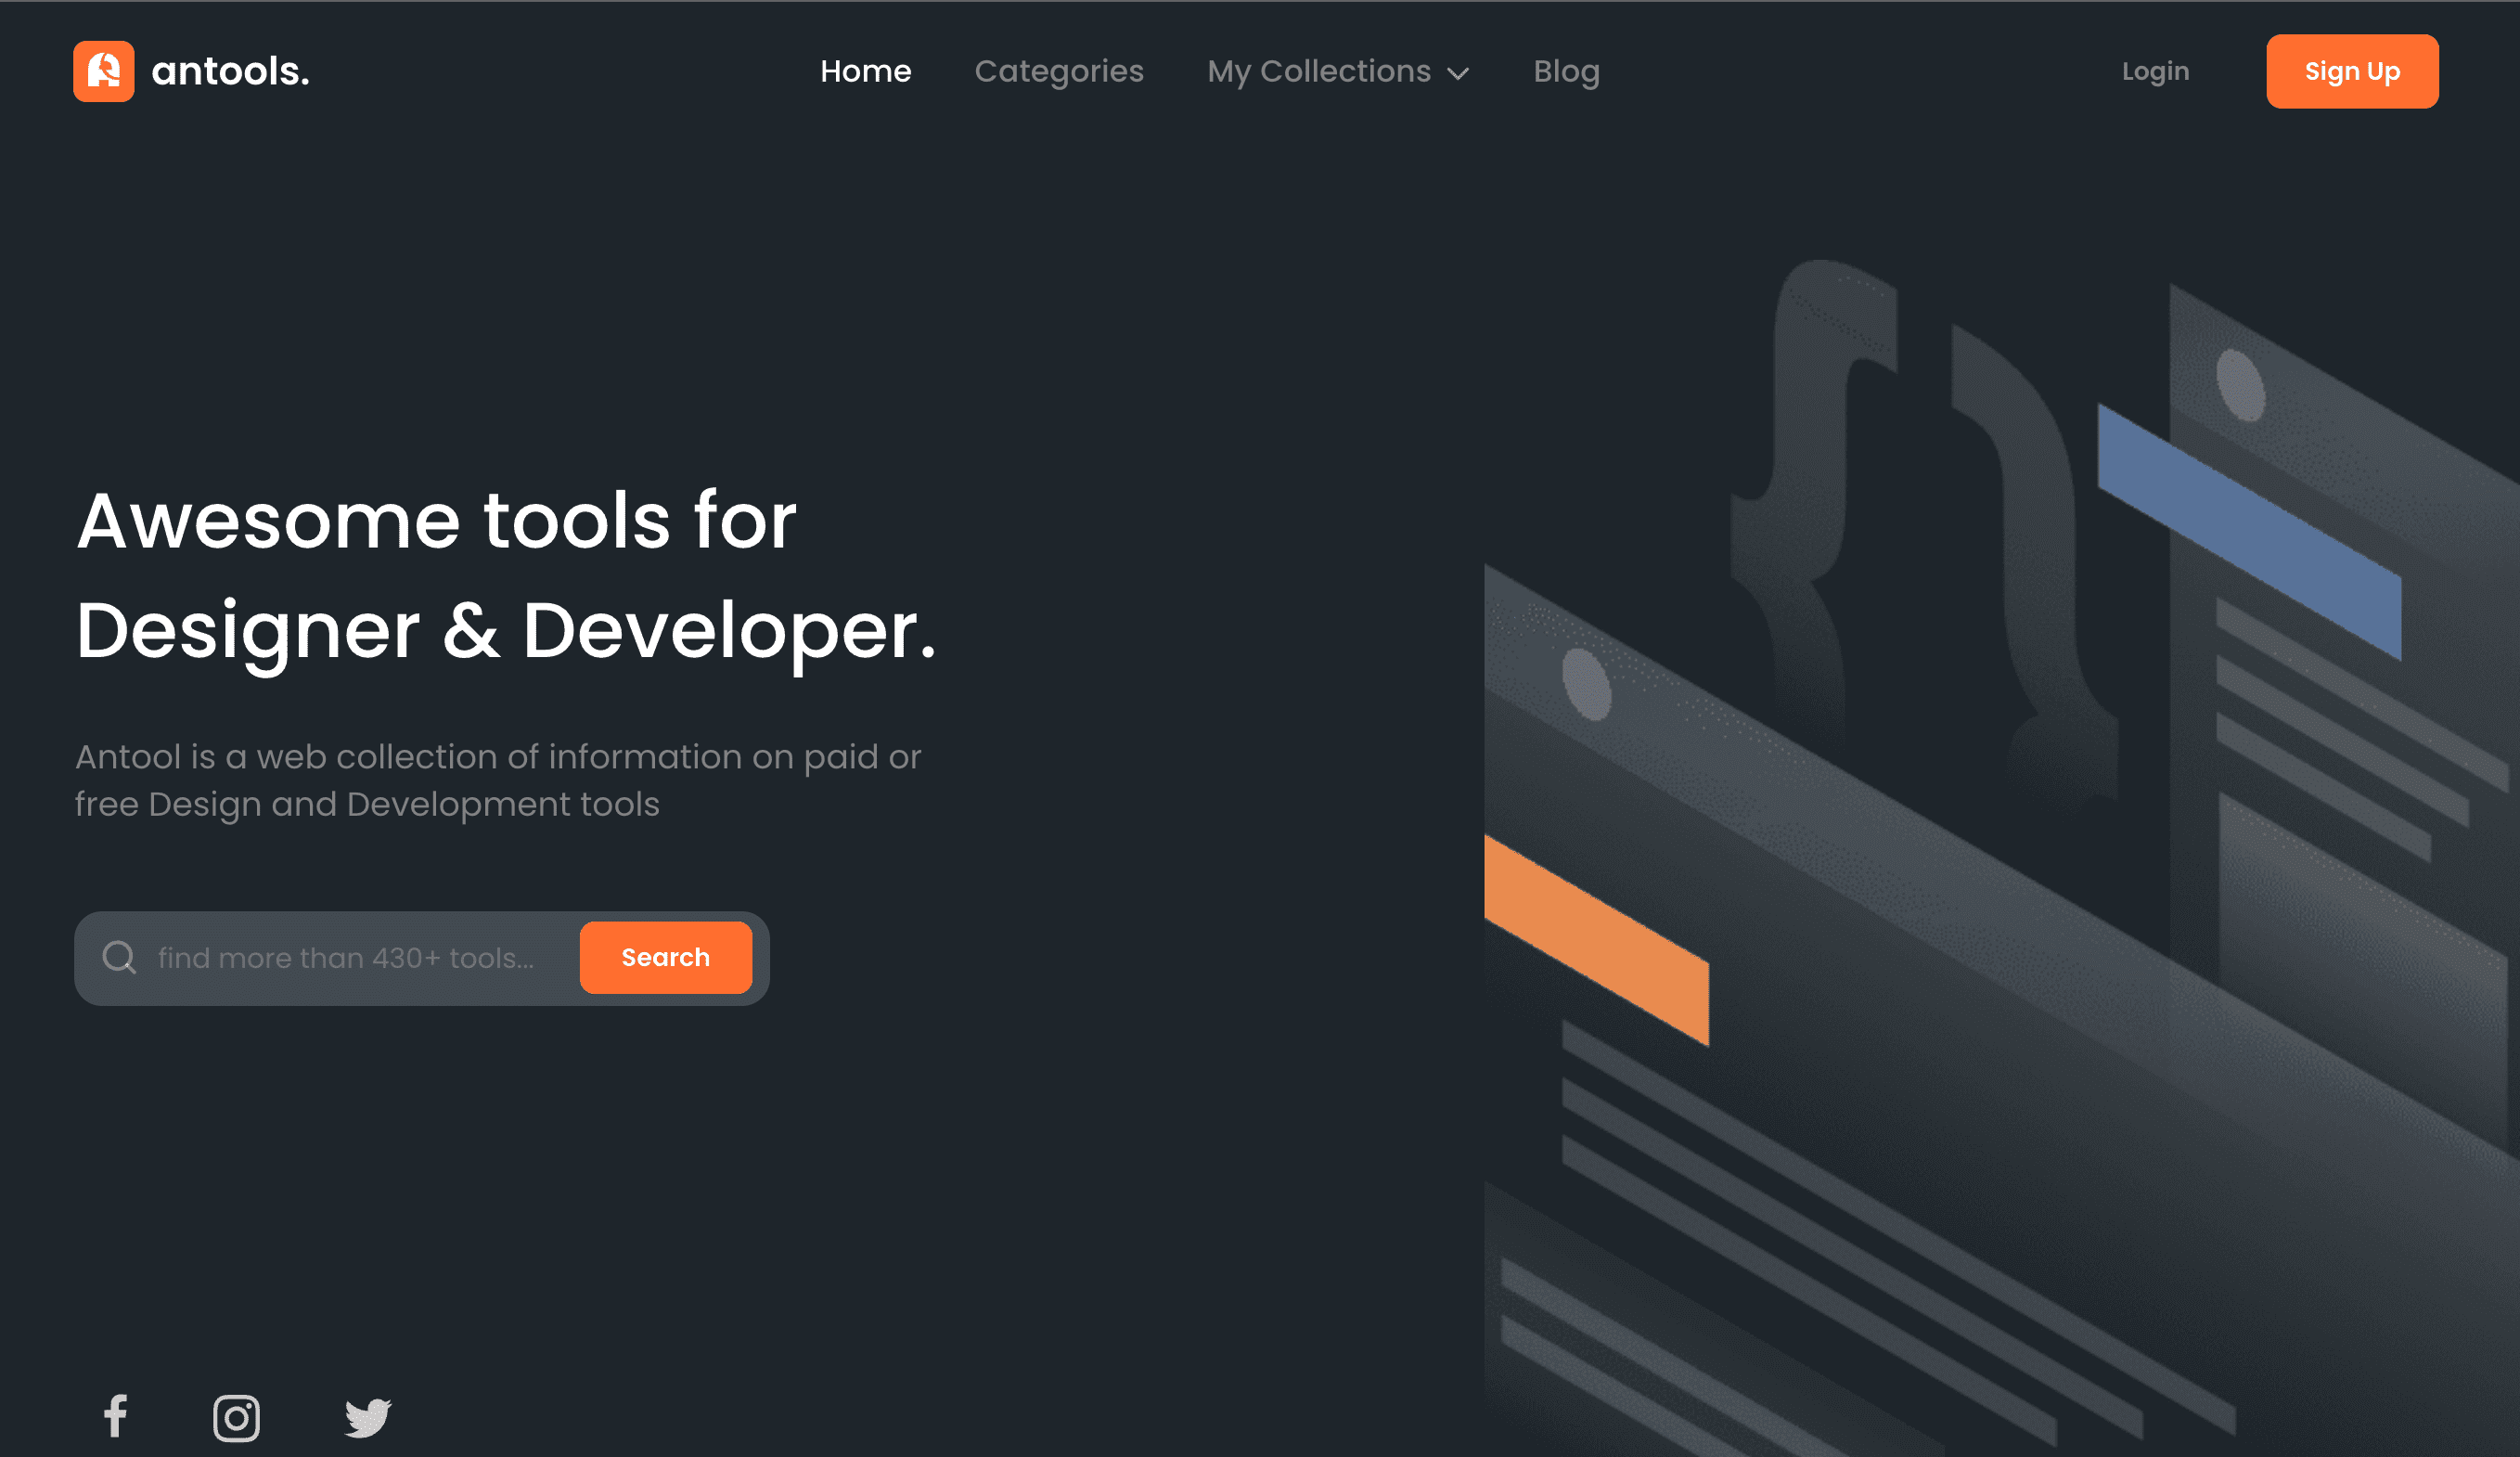 antools.
Home
Categories
My Collections
Blog
Login
Sign Up
Awesome tools for
Designer & Developer.
Antool is a web collection of information on paid or
free Design and Development tools
find more than 430+ tools...
Search